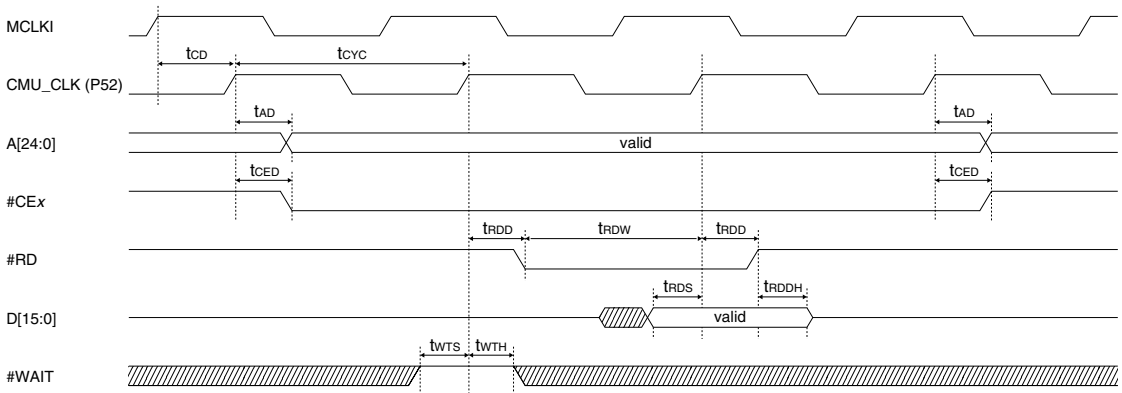 MCLKI
tCD tCYC
CMU_CLK (P52)
tAD tAD
A[24:0] valid
tCED tCED
#CEx
tRDD tRDW tRDD
#RD
tRDS tRDDH
D[15:0] valid
tWTS tWTH
#WAIT